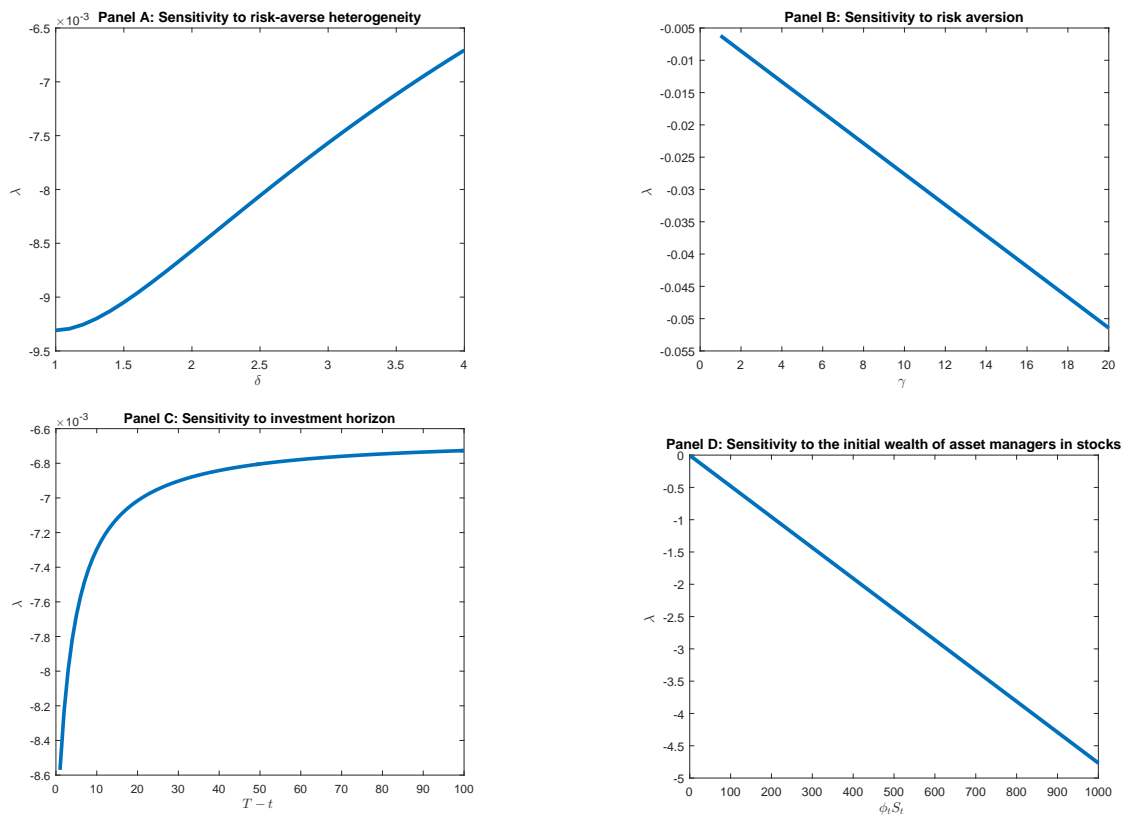 Panel A: Sensitivity to risk-averse heterogeneity
×10⁻³
-6.5
-7
-7.5
-8
-8.5
-9
-9.5
λ
1 1.5 2 2.5 3 3.5 4
δ
Panel B: Sensitivity to risk aversion
-0.005
-0.01
-0.015
-0.02
-0.025
-0.03
-0.035
-0.04
-0.045
-0.05
-0.055
λ
0 2 4 6 8 10 12 14 16 18 20
γ
Panel C: Sensitivity to investment horizon
×10⁻³
-6.6
-6.8
-7
-7.2
-7.4
-7.6
-7.8
-8
-8.2
-8.4
-8.6
λ
0 10 20 30 40 50 60 70 80 90 100
T − t
Panel D: Sensitivity to the initial wealth of asset managers in stocks
0
-0.5
-1
-1.5
-2
-2.5
-3
-3.5
-4
-4.5
-5
λ
0 100 200 300 400 500 600 700 800 900 1000
ϕₜSₜ